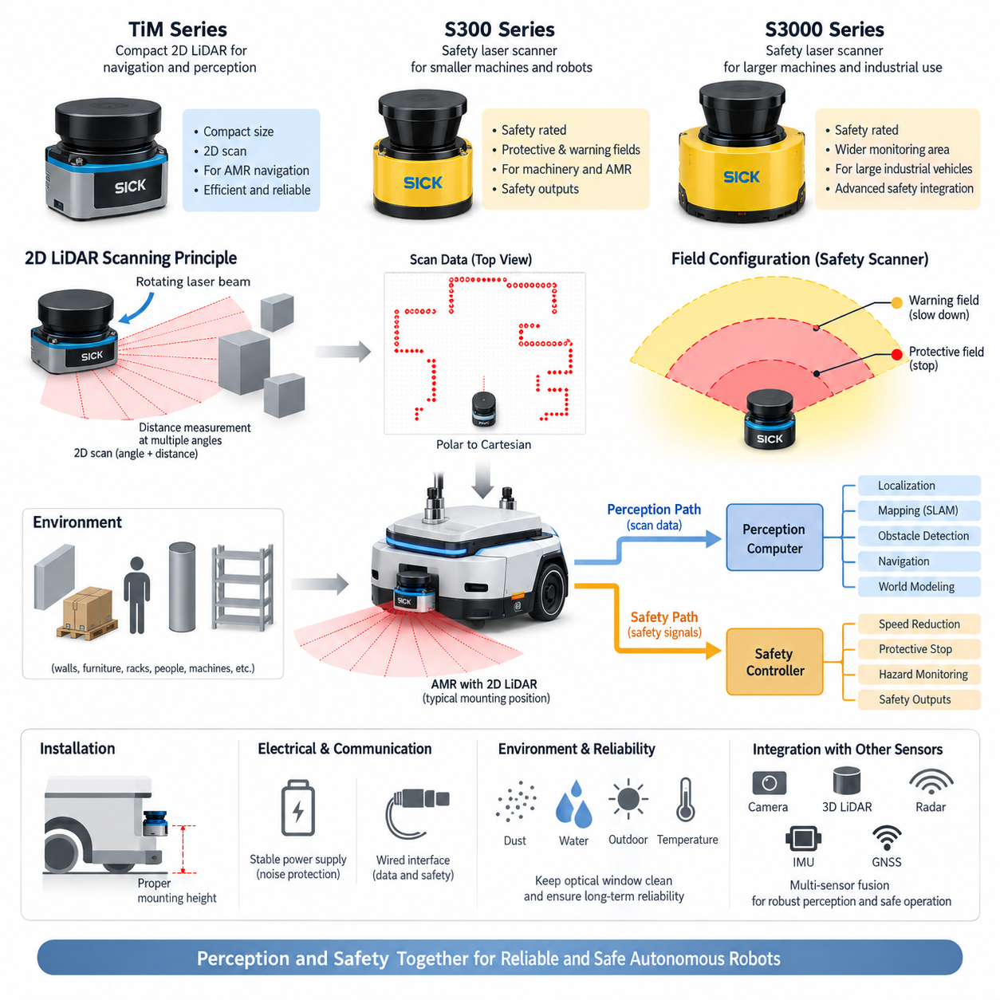 TiM Series
Compact 2D LiDAR for
navigation and perception
SICK
• Compact size
• 2D scan
• For AMR navigation
• Efficient and reliable
S300 Series
Safety laser scanner
for smaller machines and robots
SICK
• Safety rated
• Protective & warning fields
• For machinery and AMR
• Safety outputs
S3000 Series
Safety laser scanner
for larger machines and industrial use
SICK
• Safety rated
• Wider monitoring area
• For large industrial vehicles
• Advanced safety integration
2D LiDAR Scanning Principle
Rotating laser beam
SICK
Distance measurement
at multiple angles
2D scan (angle + distance)
Scan Data (Top View)
Polar to Cartesian
Field Configuration (Safety Scanner)
Warning field
(slow down)
Protective field
(stop)
SICK
Environment
(walls, furniture, racks, people, machines, etc.)
SICK
AMR with 2D LiDAR
(typical mounting position)
Perception Path
(scan data)
Perception
Computer
Localization
Mapping (SLAM)
Obstacle Detection
Navigation
World Modeling
Safety Path
(safety signals)
Safety
Controller
Speed Reduction
Protective Stop
Hazard Monitoring
Safety Outputs
Installation
Proper
mounting height
Electrical & Communication
Stable power supply
(noise protection)
Wired interface
(data and safety)
Environment & Reliability
Dust
Water
Outdoor
Temperature
Keep optical window clean
and ensure long-term reliability
Integration with Other Sensors
Camera
3D LiDAR
Radar
IMU
GNSS
Multi-sensor fusion
for robust perception and safe operation
Perception and Safety Together for Reliable and Safe Autonomous Robots